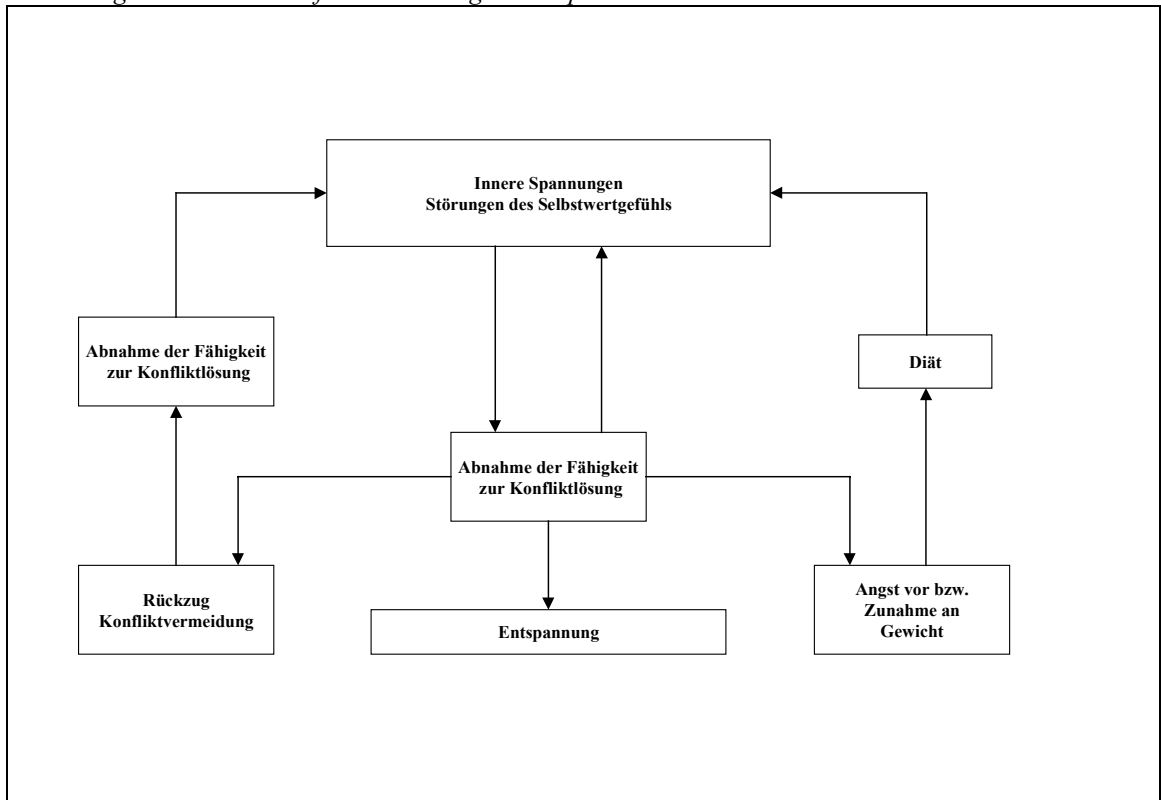 Innere Spannungen
Störungen des Selbstwertgefühls
Abnahme der Fähigkeit
zur Konfliktlösung
Diät
Abnahme der Fähigkeit
zur Konfliktlösung
Rückzug
Konfliktvermeidung
Entspannung
Angst vor bzw.
Zunahme an
Gewicht